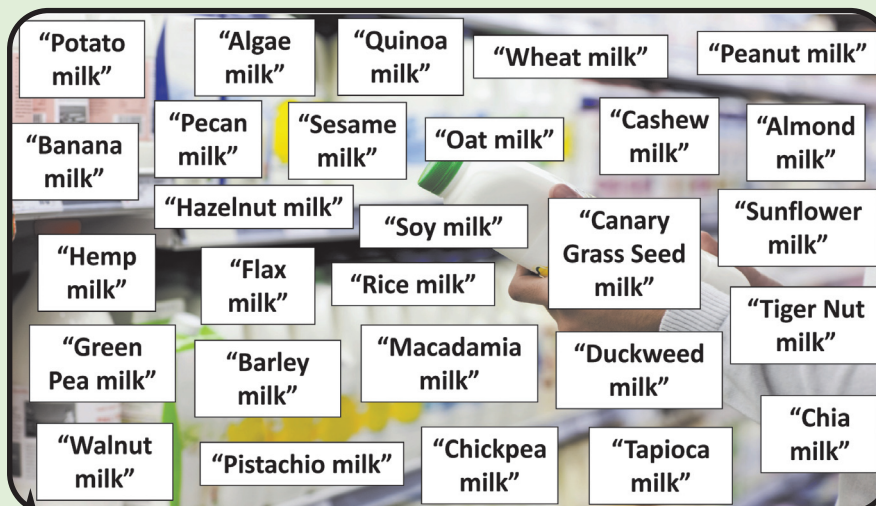 “Potato
milk”
“Algae
milk”
“Quinoa
milk”
“Wheat milk”
“Peanut milk”
“Banana
milk”
“Pecan
milk”
“Sesame
milk”
“Oat milk”
“Cashew
milk”
“Almond
milk”
“Hazelnut milk”
“Soy milk”
“Canary
Grass Seed
milk”
“Sunflower
milk”
“Hemp
milk”
“Flax
milk”
“Rice milk”
“Tiger Nut
milk”
“Green
Pea milk”
“Barley
milk”
“Macadamia
milk”
“Duckweed
milk”
“Chia
milk”
“Walnut
milk”
“Pistachio milk”
“Chickpea
milk”
“Tapioca
milk”